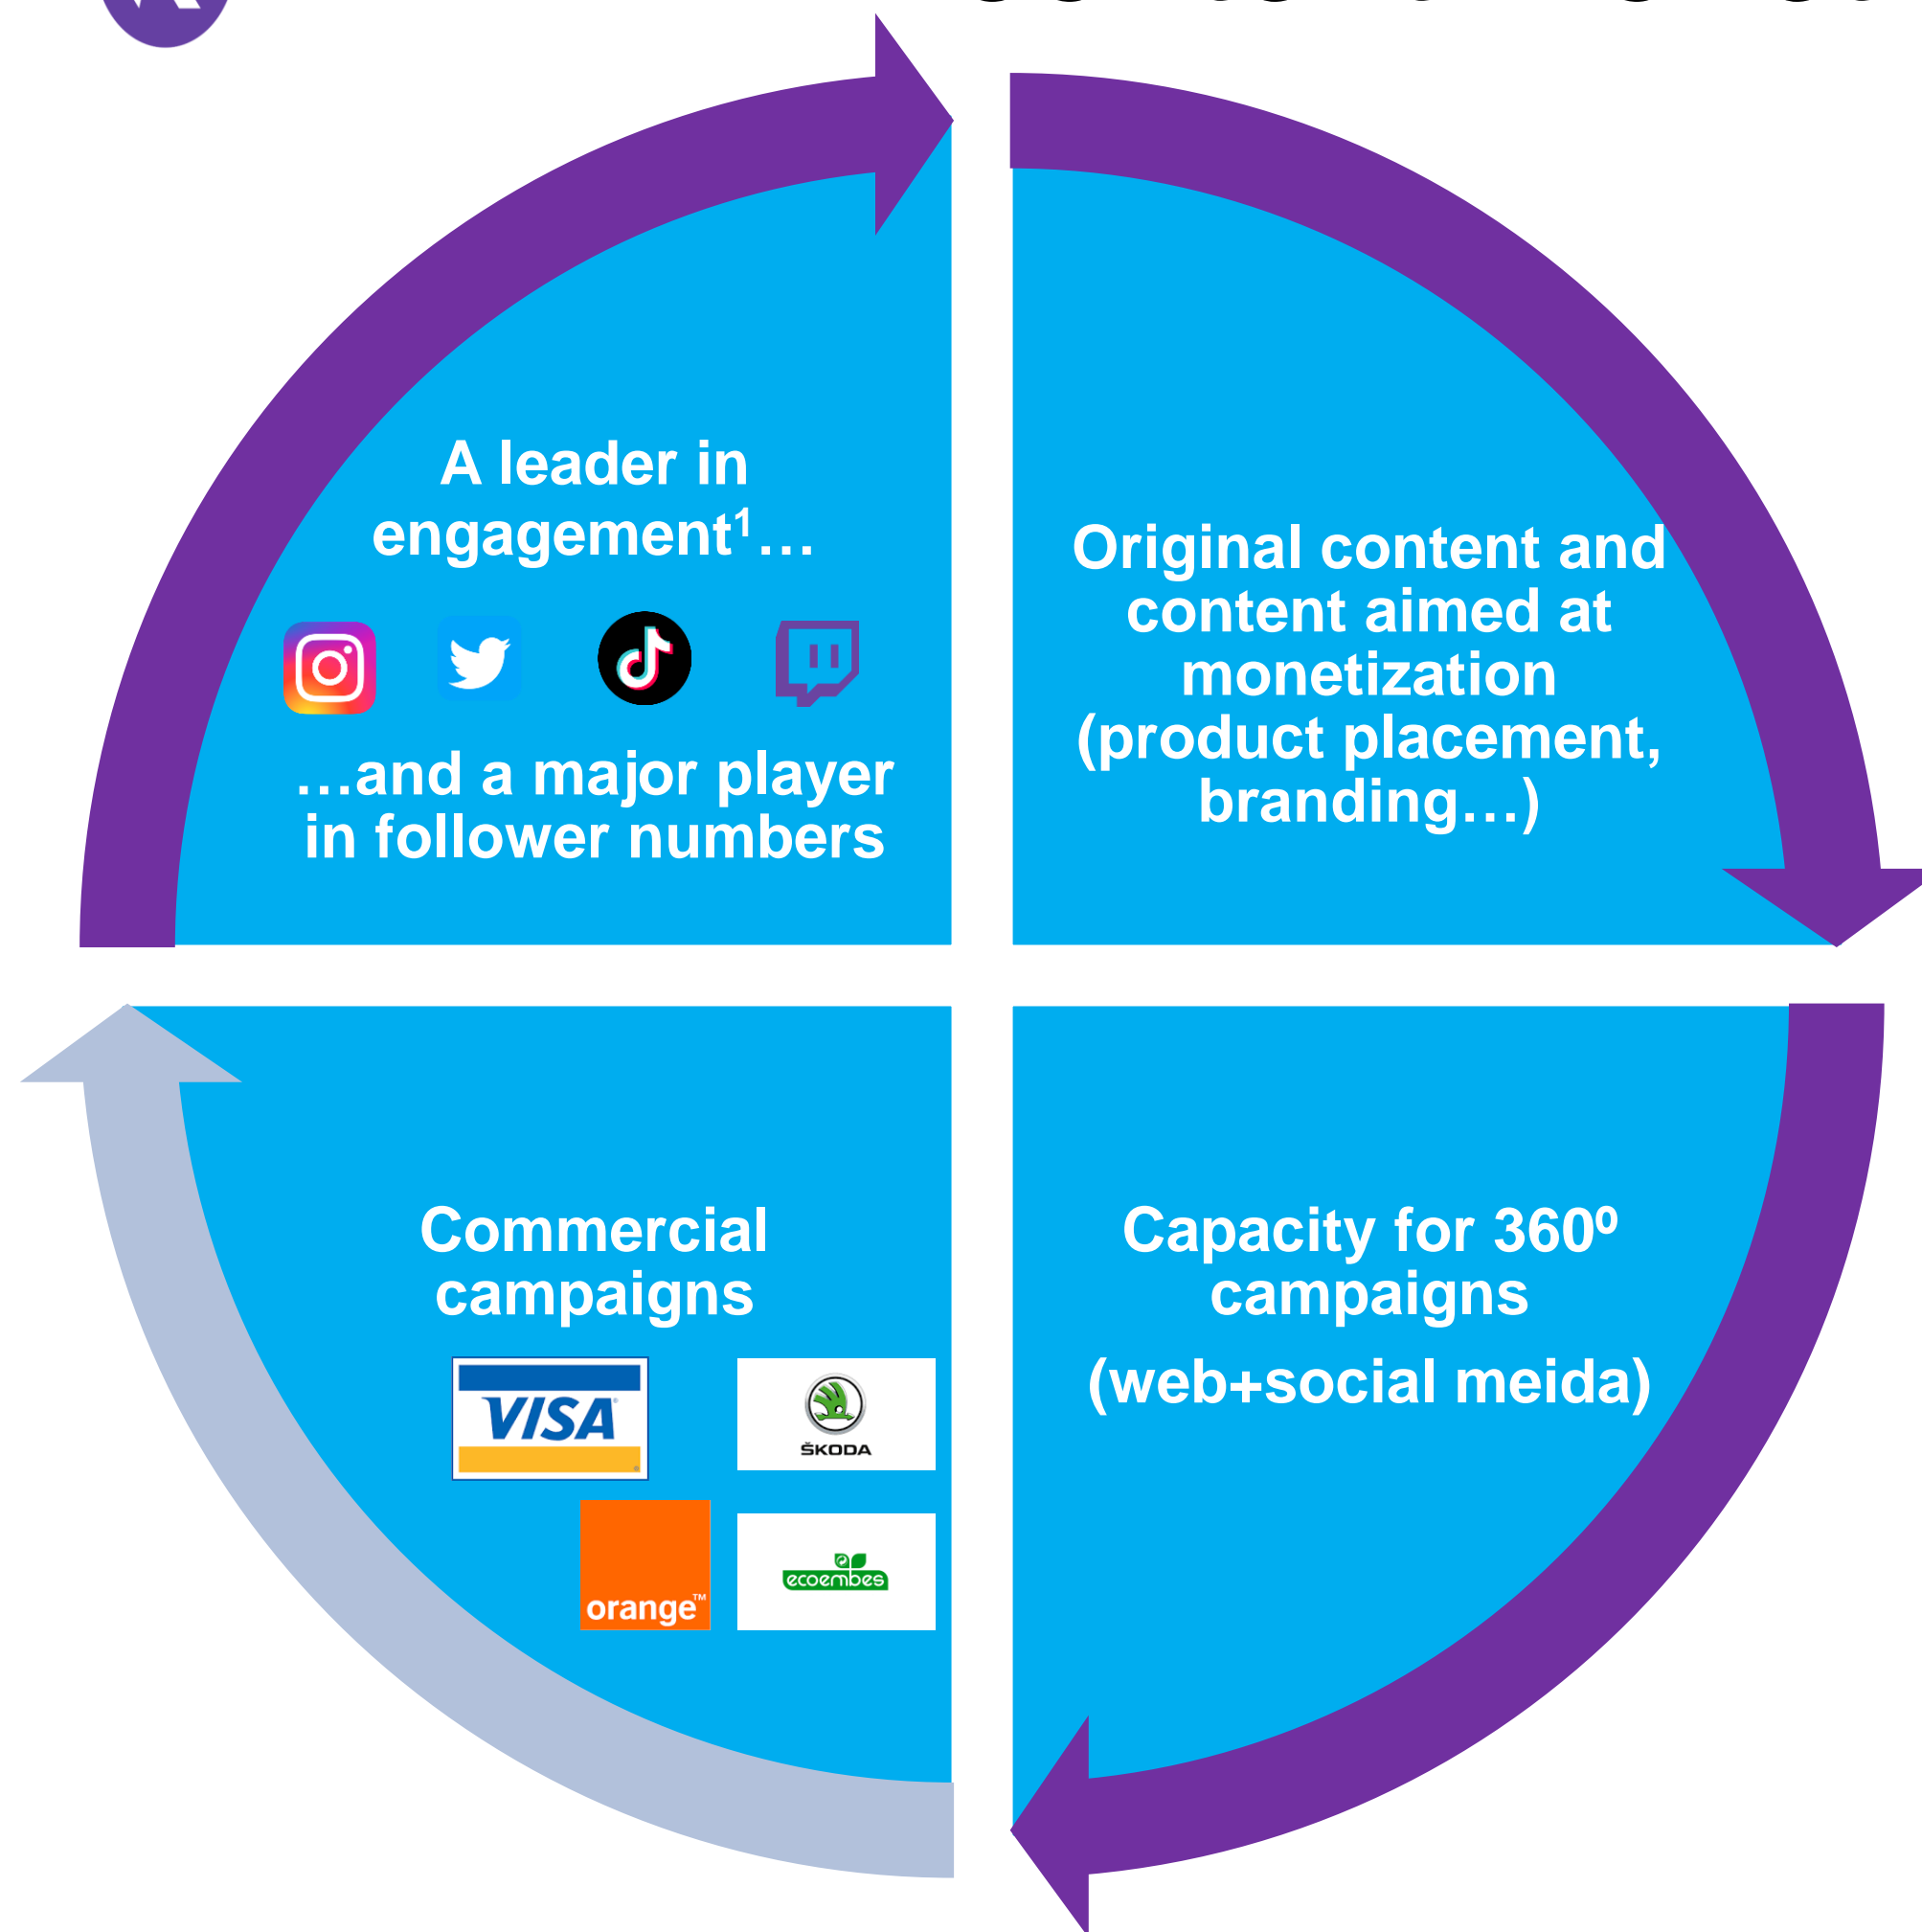 A leader in
engagement¹…
…and a major player
in follower numbers
Original content and
content aimed at
monetization
(product placement,
branding…)
Commercial
campaigns
VISA
ŠKODA
orange™
ecoembes
Capacity for 360º
campaigns
(web+social meida)